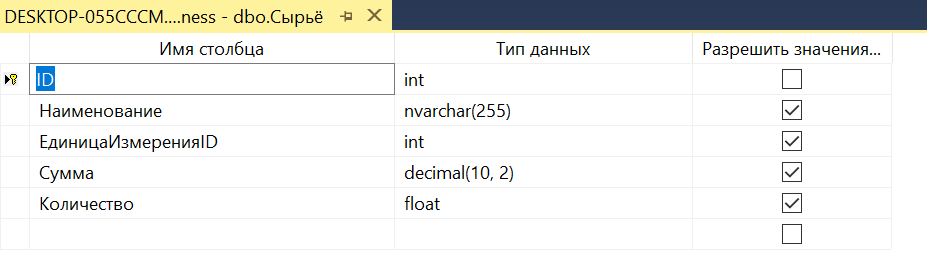 DESKTOP-055CCCM....ness - dbo.Сырьё
Имя столбца Тип данных Разрешить значения...
ID int
Наименование nvarchar(255)
ЕдиницаИзмеренияID int
Сумма decimal(10, 2)
Количество float